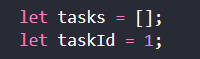 let tasks = [];
let taskId = 1;